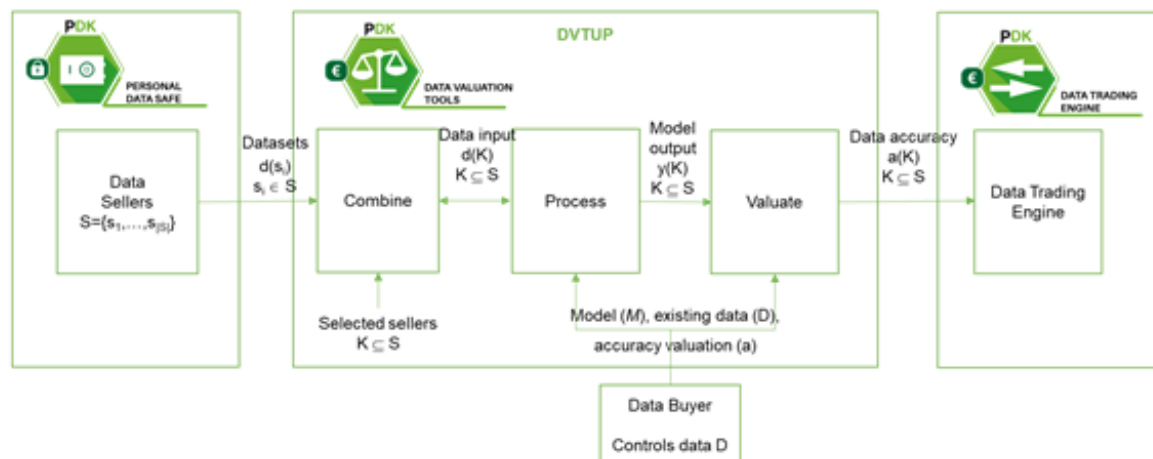 PDK
PERSONAL
DATA SAFE
Data
Sellers
S={s1,…,s|S|}
Datasets
d(si)
si ∈ S
DVTUP
PDK
€
DATA VALUATION
TOOLS
Combine
Data input
d(K)
K ⊆ S
Process
Model
output
y(K)
K ⊆ S
Valuate
Selected sellers
K ⊆ S
Model (M), existing data (D),
accuracy valuation (a)
Data Buyer
Controls data D
Data accuracy
a(K)
K ⊆ S
PDK
€
DATA TRADING
ENGINE
Data Trading
Engine